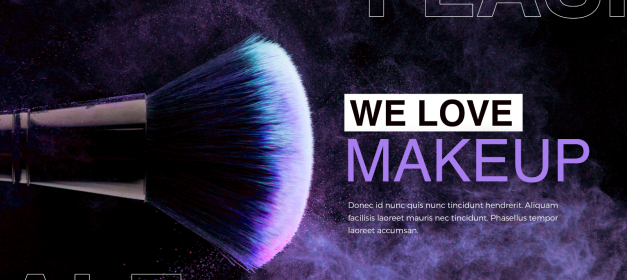 WE LOVE
MAKEUP
Donec id nunc quis nunc tincidunt hendrerit. Aliquam
facilisis laoreet mauris nec tincidunt. Phasellus tempor
laoreet accumsan.